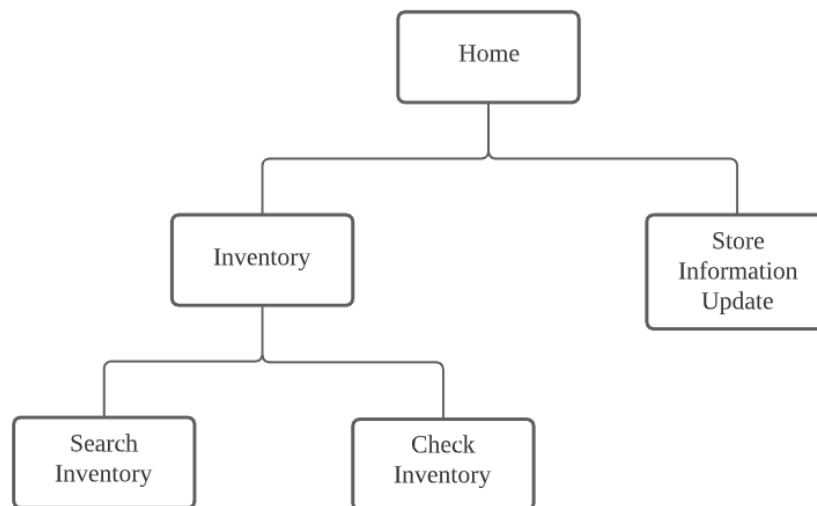 Home
Inventory
Store
Information
Update
Search
Inventory
Check
Inventory